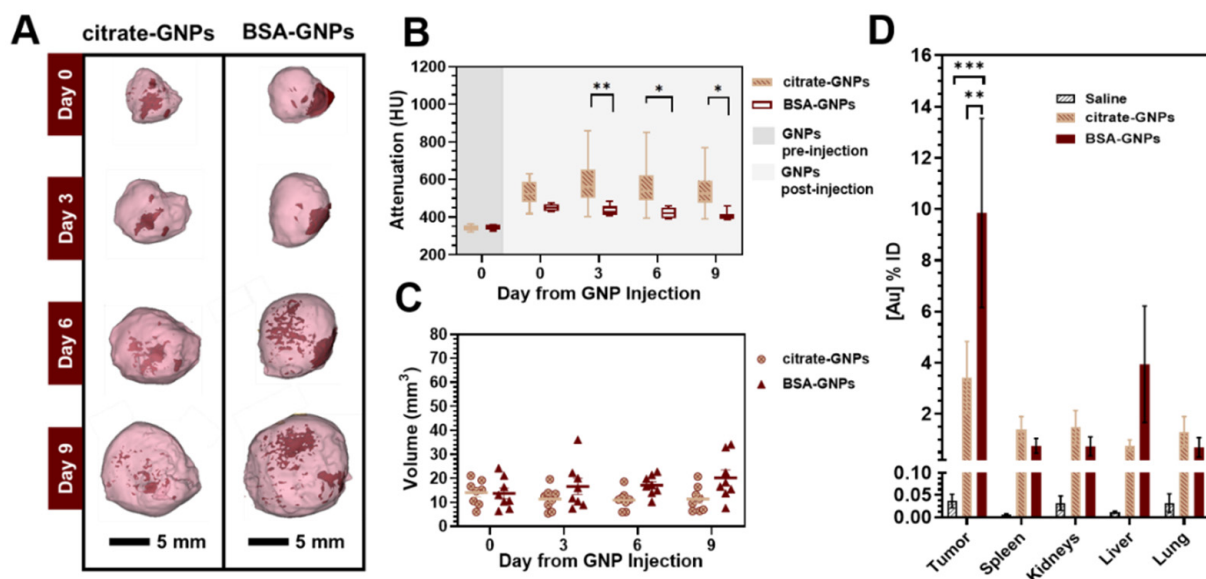 A
citrate-GNPs
BSA-GNPs
Day 0
Day 3
Day 6
Day 9
5 mm
5 mm
B
Attenuation (HU)
1200
1000
800
600
400
200
**
*
*
0
0
3
6
9
Day from GNP Injection
citrate-GNPs
BSA-GNPs
GNPs
pre-injection
GNPs
post-injection
C
Volume (mm³)
80
70
60
50
40
30
20
10
0
0
3
6
9
Day from GNP Injection
citrate-GNPs
BSA-GNPs
D
[Au] % ID
16
14
12
10
8
6
4
2
0.10
0.05
0.00
***
**
Saline
citrate-GNPs
BSA-GNPs
Tumor
Spleen
Kidneys
Liver
Lung